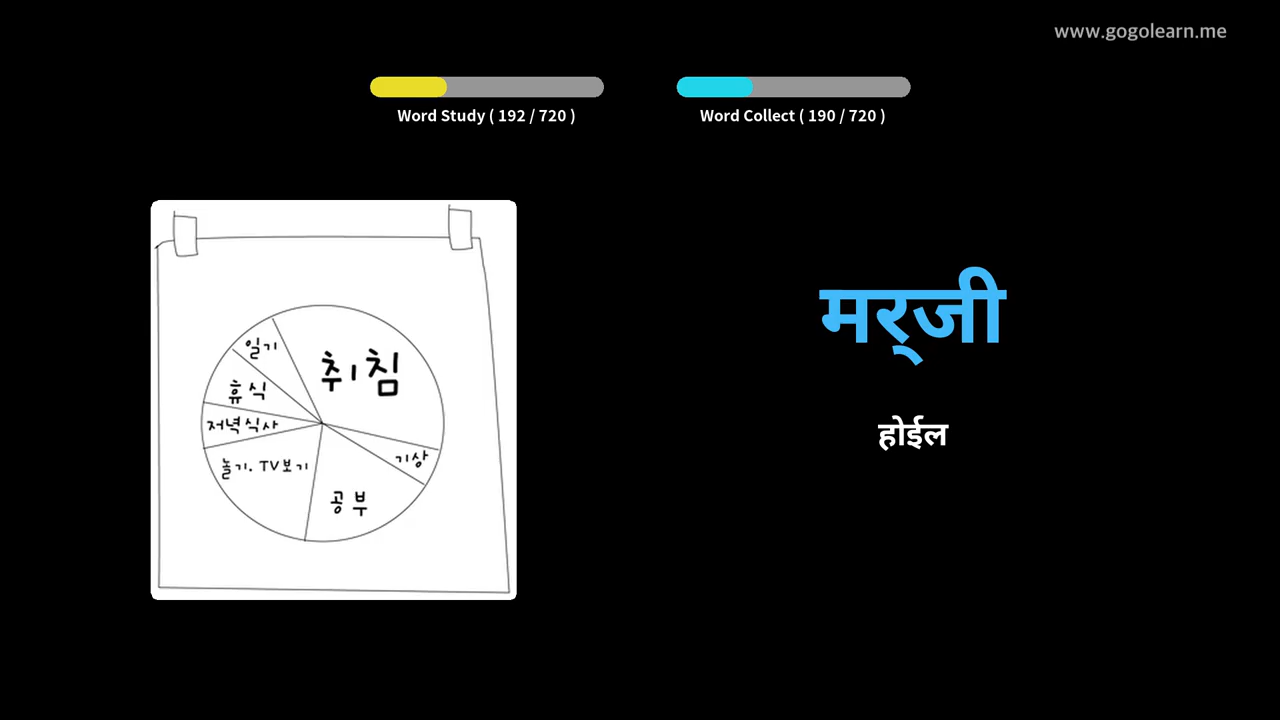 www.gogolearn.me
Word Study ( 192 / 720 )
Word Collect ( 190 / 720 )
일기
취침
휴식
저녁식사
놀기. TV보기
기상
공부
मर्‌जी
होईल